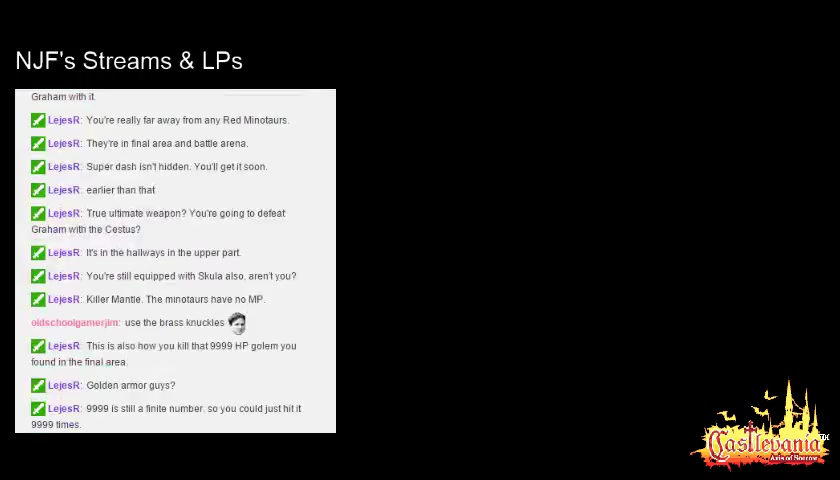 NJF's Streams & LPs
Graham with it.
LejesR: You're really far away from any Red Minotaurs.
LejesR: They're in final area and battle arena.
LejesR: Super dash isn't hidden. You'll get it soon.
LejesR: earlier than that
LejesR: True ultimate weapon? You're going to defeat
Graham with the Cestus?
LejesR: It's in the hallways in the upper part.
LejesR: You're still equipped with Skula also, aren't you?
LejesR: Killer Mantle. The minotaurs have no MP.
oldschoolgamerjim: use the brass knuckles
LejesR: This is also how you kill that 9999 HP golem you
found in the final area.
LejesR: Golden armor guys?
LejesR: 9999 is still a finite number, so you could just hit it
9999 times.
Castlevania TM
Aria of Sorrow